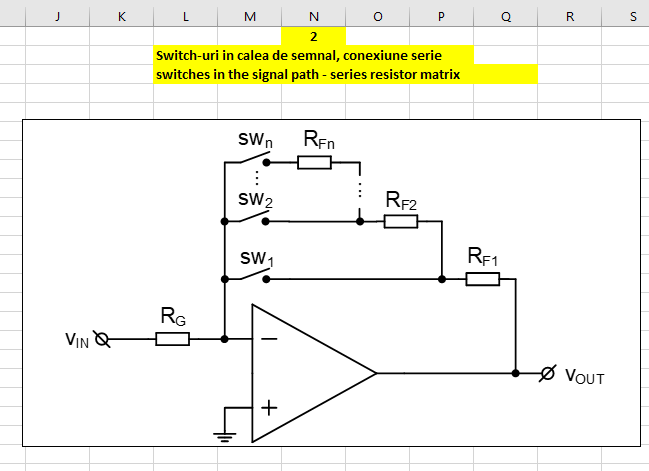 J K L M N O P Q R S
2
Switch-uri in calea de semnal, conexiune serie
switches in the signal path - series resistor matrix
SWn RFn
SW2 RF2
SW1 RF1
RG
VIN
−
+
VOUT